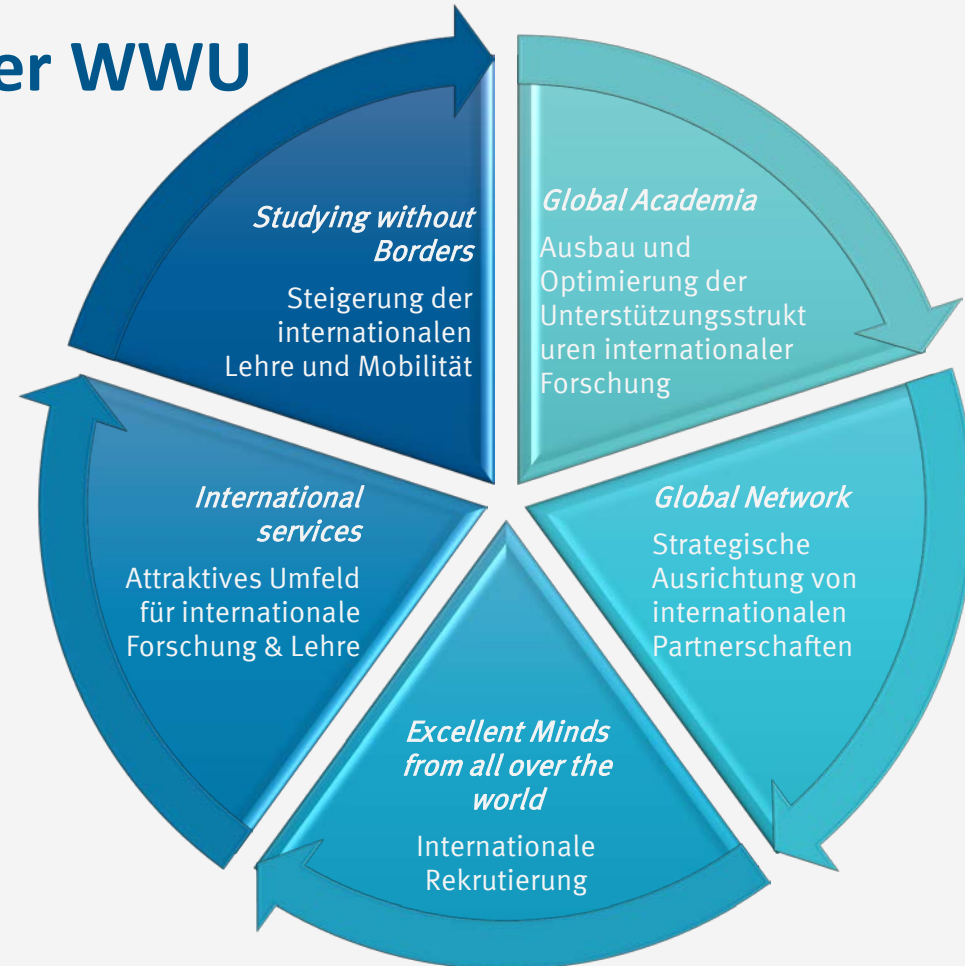 er WWU
Studying without
Borders
Steigerung der
internationalen
Lehre und Mobilität
Global Academia
Ausbau und
Optimierung der
Unterstützungsstrukt
uren internationaler
Forschung
Global Network
Strategische
Ausrichtung von
internationalen
Partnerschaften
Excellent Minds
from all over the
world
Internationale
Rekrutierung
International
services
Attraktives Umfeld
für internationale
Forschung & Lehre